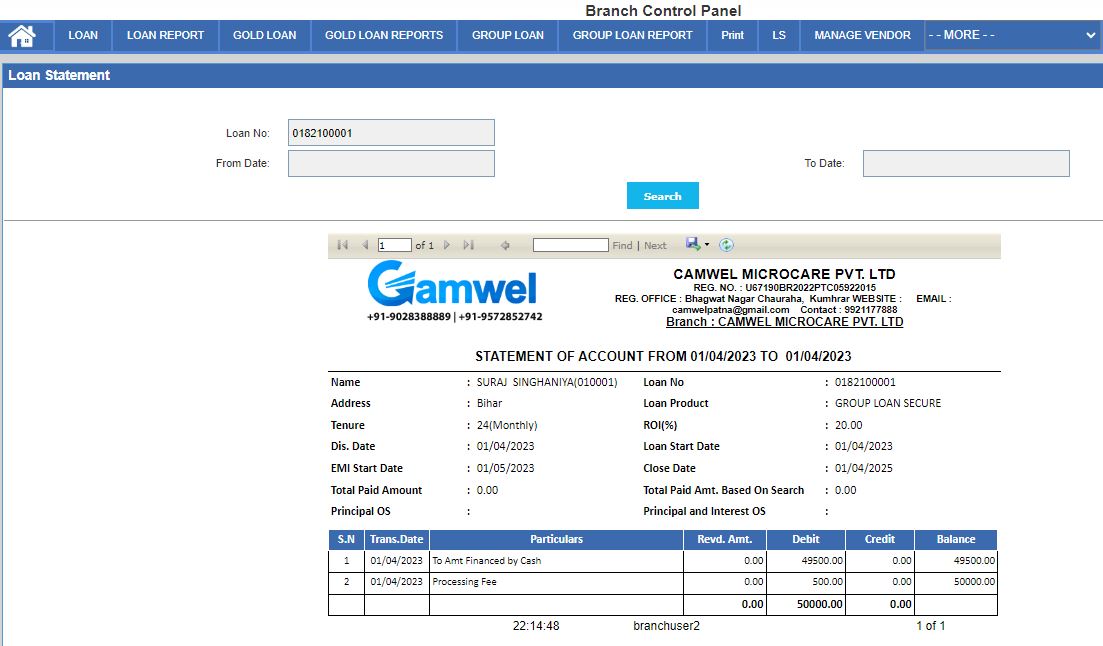 Branch Control Panel
LOAN LOAN REPORT GOLD LOAN GOLD LOAN REPORTS GROUP LOAN GROUP LOAN REPORT Print LS MANAGE VENDOR - - MORE - -
Loan Statement
Loan No: 0182100001
From Date: To Date:
Search
1 of 1 Find | Next
Gamwel
+91-9028388889 | +91-9572852742
CAMWEL MICROCARE PVT. LTD
REG. NO. : U67190BR2022PTC05922015
REG. OFFICE : Bhagwat Nagar Chauraha, Kumhrar WEBSITE : EMAIL :
camwelpatna@gmail.com Contact : 9921177888
Branch : CAMWEL MICROCARE PVT. LTD
STATEMENT OF ACCOUNT FROM 01/04/2023 TO 01/04/2023
Name : SURAJ SINGHANIYA(010001) Loan No : 0182100001
Address : Bihar Loan Product : GROUP LOAN SECURE
Tenure : 24(Monthly) ROI(%) : 20.00
Dis. Date : 01/04/2023 Loan Start Date : 01/04/2023
EMI Start Date : 01/05/2023 Close Date : 01/04/2025
Total Paid Amount : 0.00 Total Paid Amt. Based On Search : 0.00
Principal OS : Principal and Interest OS :
S.N Trans.Date Particulars Revd. Amt. Debit Credit Balance
1 01/04/2023 To Amt Financed by Cash 0.00 49500.00 0.00 49500.00
2 01/04/2023 Processing Fee 0.00 500.00 0.00 50000.00
0.00 50000.00 0.00
22:14:48 branchuser2 1 of 1